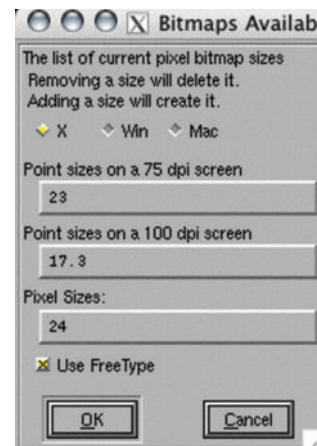 Bitmaps Availab
The list of current pixel bitmap sizes
Removing a size will delete it.
Adding a size will create it.
X Win Mac
Point sizes on a 75 dpi screen
23
Point sizes on a 100 dpi screen
17.3
Pixel Sizes:
24
Use FreeType
OK Cancel